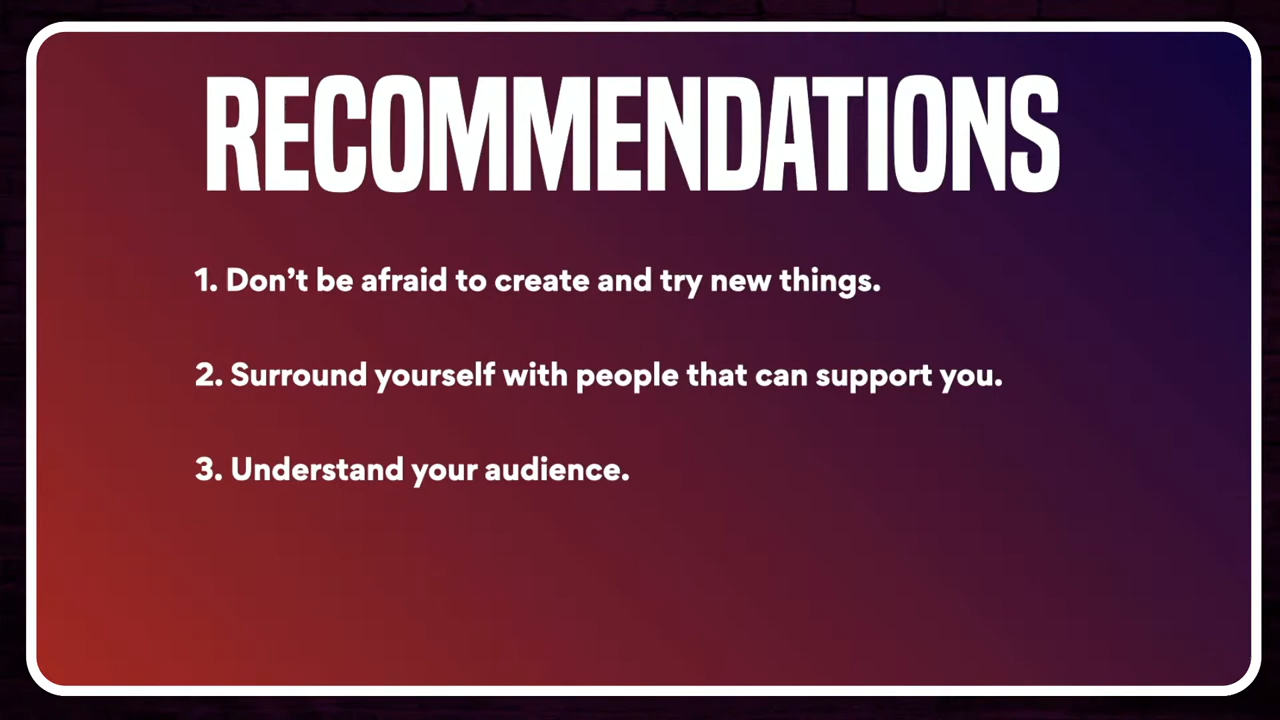 RECOMMENDATIONS
1. Don’t be afraid to create and try new things.
2. Surround yourself with people that can support you.
3. Understand your audience.